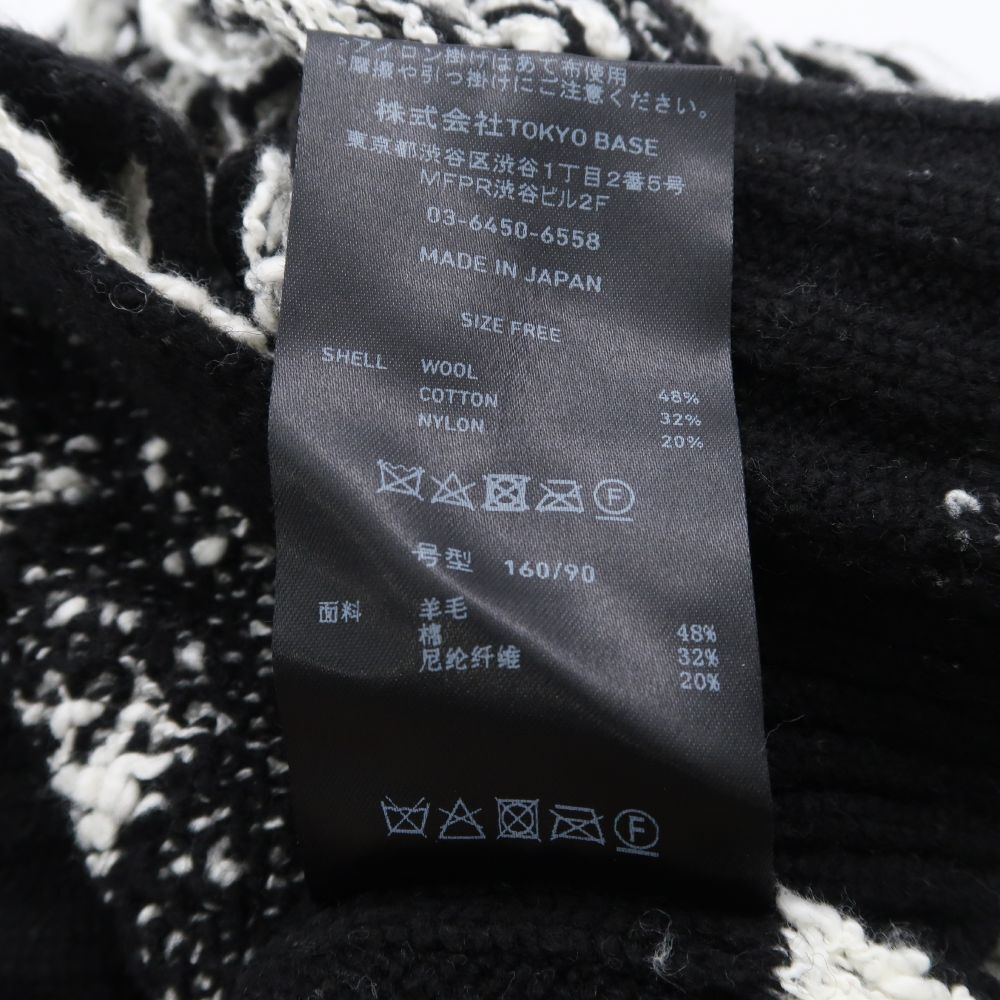 >アイロン掛けはあて布使用
>摩擦や引っ掛けにご注意ください。
株式会社TOKYO BASE
東京都渋谷区渋谷1丁目2番5号
MFPR渋谷ビル2F
03-6450-6558
MADE IN JAPAN
SIZE FREE
SHELL WOOL 48%
COTTON 32%
NYLON 20%
F
号型 160/90
面料 羊毛 48%
棉 32%
尼纶纤维 20%
F